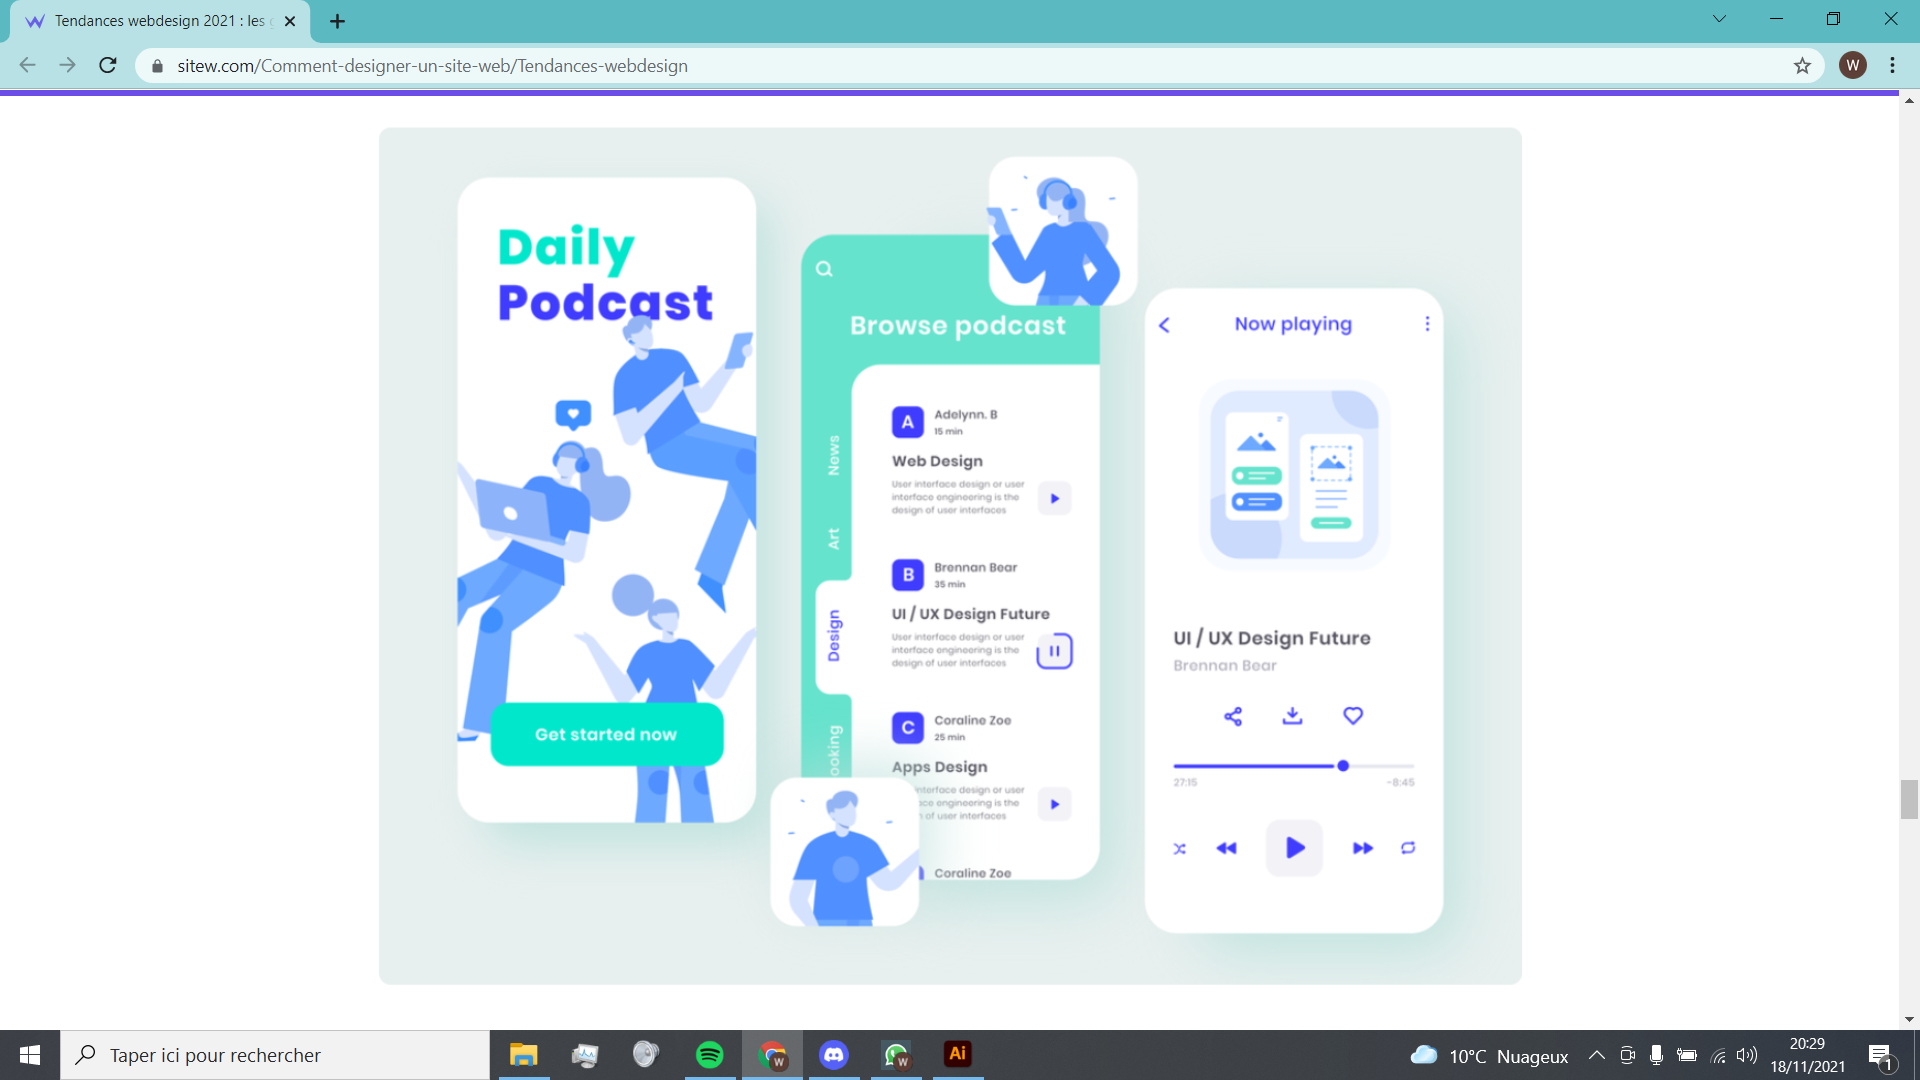 Tendances webdesign 2021 : les
sitew.com/Comment-designer-un-site-web/Tendances-webdesign
W
Daily
Podcast
Get started now
Browse podcast
News
Art
Design
ooking
A
Adelynn. B
15 min
Web Design
User interface design or user
interface engineering is the
design of user interfaces
B
Brennan Bear
35 min
UI / UX Design Future
User interface design or user
interface engineering is the
design of user interfaces
C
Coraline Zoe
25 min
Apps Design
interface design or user
ce engineering is the
of user interfaces
Coraline Zoe
Now playing
UI / UX Design Future
Brennan Bear
27:15
-8:45
Taper ici pour rechercher
W
W
Ai
10°C Nuageux
20:29
18/11/2021
1